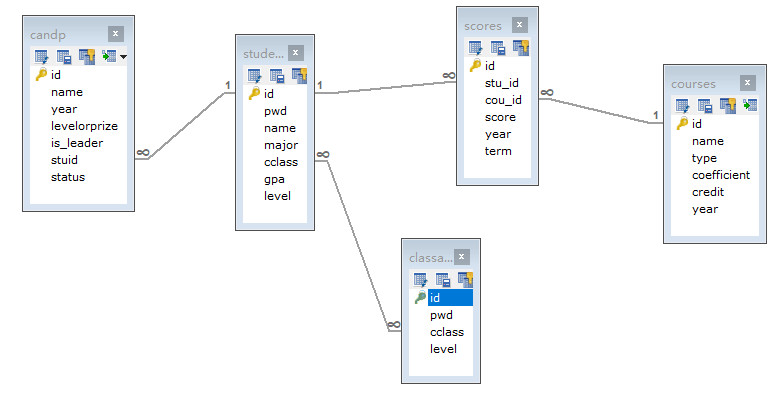 candp
id
name
year
levelorprize
is_leader
stuid
status
stude...
id
pwd
name
major
cclass
gpa
level
scores
id
stu_id
cou_id
score
year
term
courses
id
name
type
coefficient
credit
year
classa...
id
pwd
cclass
level
1
∞
1
∞
∞
1
∞
∞